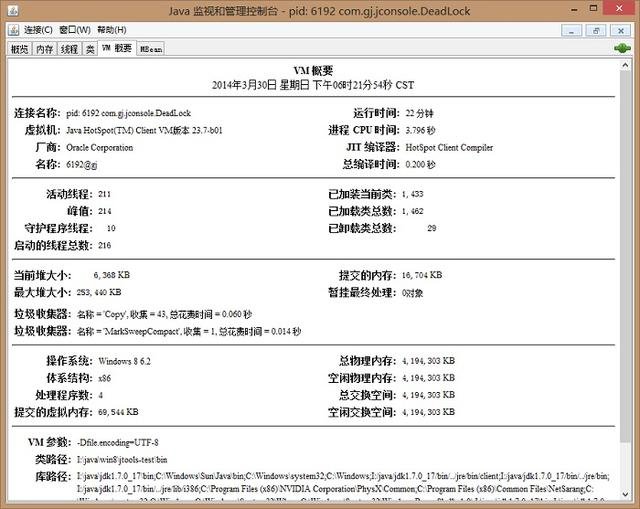 Java 监视和管理控制台 - pid: 6192 com.gj.jconsole.DeadLock
连接(C) 窗口(W) 帮助(H)
概览 内存 线程 类 VM 概要 MBean
VM 概要
2014年3月30日 星期日 下午06时21分54秒 CST
连接名称: pid: 6192 com.gj.jconsole.DeadLock 运行时间: 22 分钟
虚拟机: Java HotSpot(TM) Client VM版本 23.7-b01 进程 CPU 时间: 3.796 秒
厂商: Oracle Corporation JIT 编译器: HotSpot Client Compiler
名称: 6192@gj 总编译时间: 0.200 秒
活动线程: 211 已加装当前类: 1,433
峰值: 214 已加载类总数: 1,462
守护程序线程: 10 已卸载类总数: 29
启动的线程总数: 216
当前堆大小: 6,368 KB 提交的内存: 16,704 KB
最大堆大小: 253,440 KB 暂挂最终处理: 0对象
垃圾收集器: 名称 = 'Copy', 收集 = 43, 总花费时间 = 0.060 秒
垃圾收集器: 名称 = 'MarkSweepCompact', 收集 = 1, 总花费时间 = 0.014 秒
操作系统: Windows 8 6.2 总物理内存: 4,194,303 KB
体系结构: x86 空闲物理内存: 4,194,303 KB
处理程序数: 4 总交换空间: 4,194,303 KB
提交的虚拟内存: 69,544 KB 空闲交换空间: 4,194,303 KB
VM 参数: -Dfile.encoding=UTF-8
类路径: I:\java\win8\jtools-test\bin
库路径: I:\java\jdk1.7.0_17\bin;C:\Windows\Sun\Java\bin;C:\Windows\system32;C:\Windows;I:/java/jdk1.7.0_17/bin/../jre/bin/client;I:/java/jdk1.7.0_17/bin/../jre/bin;
I:/java/jdk1.7.0_17/bin/../jre/lib/i386;C:\Program Files (x86)\NVIDIA Corporation\PhysX\Common;C:\Program Files (x86)\Common Files\NetSarang;C: